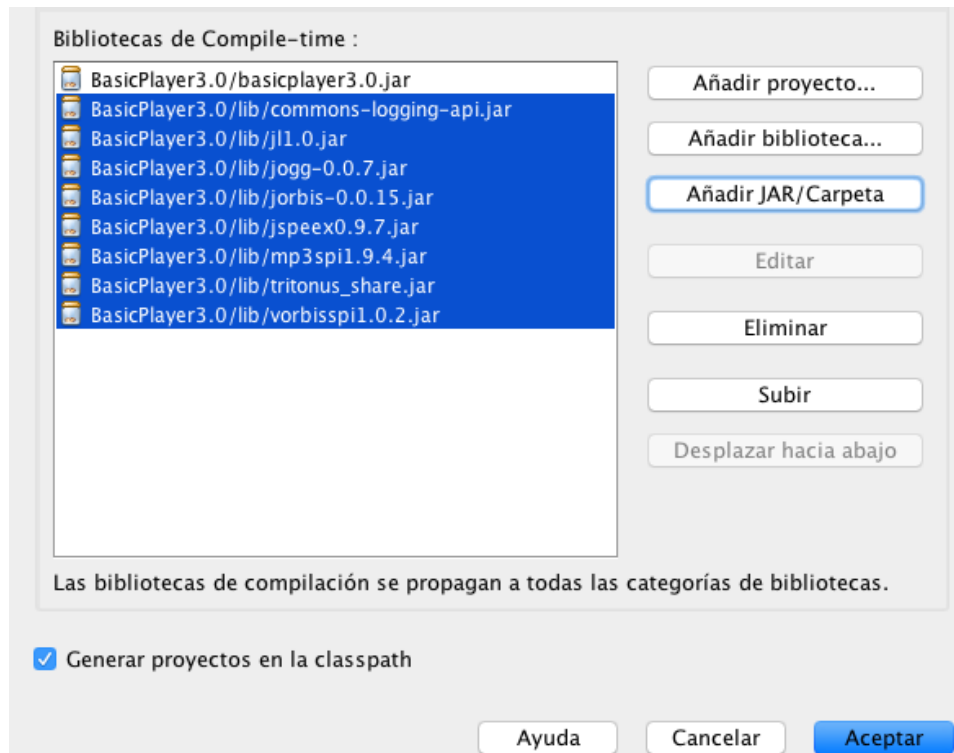 Bibliotecas de Compile-time :
BasicPlayer3.0/basicplayer3.0.jar
BasicPlayer3.0/lib/commons-logging-api.jar
BasicPlayer3.0/lib/jl1.0.jar
BasicPlayer3.0/lib/jogg-0.0.7.jar
BasicPlayer3.0/lib/jorbis-0.0.15.jar
BasicPlayer3.0/lib/jspeex0.9.7.jar
BasicPlayer3.0/lib/mp3spi1.9.4.jar
BasicPlayer3.0/lib/tritonus_share.jar
BasicPlayer3.0/lib/vorbisspi1.0.2.jar
Añadir proyecto...
Añadir biblioteca...
Añadir JAR/Carpeta
Editar
Eliminar
Subir
Desplazar hacia abajo
Las bibliotecas de compilación se propagan a todas las categorías de bibliotecas.
Generar proyectos en la classpath
Ayuda
Cancelar
Aceptar